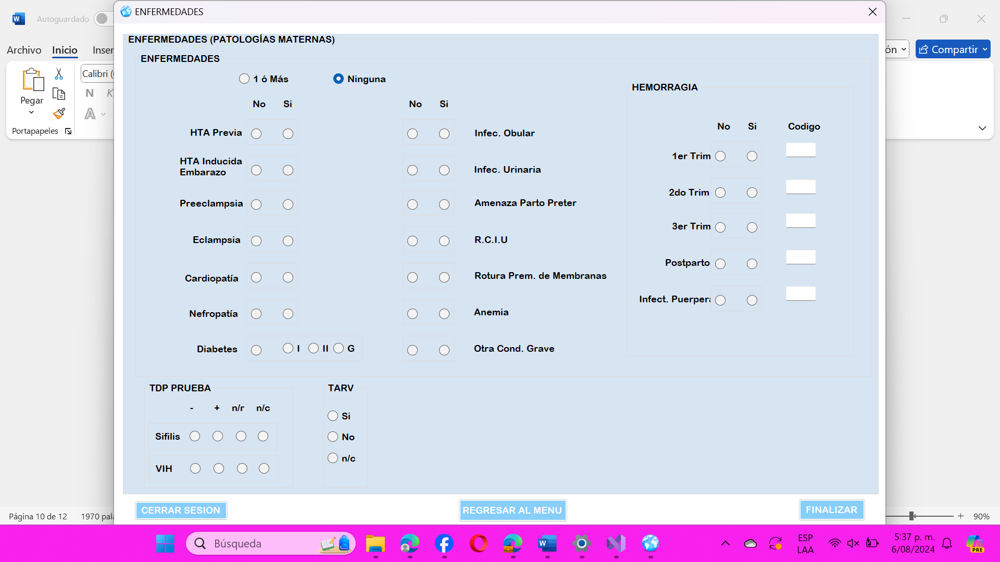 ENFERMEDADES
Autoguardado
Archivo Inicio Inser
ón Compartir
Calibri (
N K
Pegar
A
Portapapeles
ENFERMEDADES (PATOLOGÍAS MATERNAS)
ENFERMEDADES
1 ó Más Ninguna
No Si No Si
HTA Previa Infec. Obular
HTA Inducida
Embarazo Infec. Urinaria
Preeclampsia Amenaza Parto Preter
Eclampsia R.C.I.U
Cardiopatía Rotura Prem. de Membranas
Nefropatía Anemia
Diabetes I II G Otra Cond. Grave
HEMORRAGIA
No Si Codigo
1er Trim
2do Trim
3er Trim
Postparto
Infect. Puerpera
TDP PRUEBA
- + n/r n/c
Sifilis
VIH
TARV
Si
No
n/c
CERRAR SESION REGRESAR AL MENU FINALIZAR
Página 10 de 12 1970 pala
90%
Búsqueda
ESP
LAA
5:37 p. m.
6/08/2024
PRE